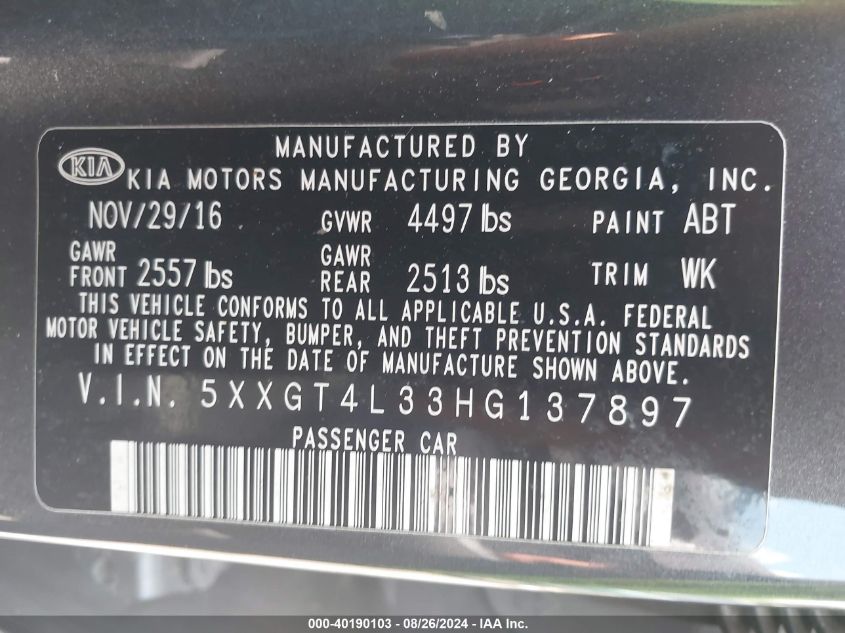 MANUFACTURED BY
KIA KIA MOTORS MANUFACTURING GEORGIA, INC.
NOV/29/16 GVWR 4497 lbs PAINT ABT
GAWR FRONT 2557 lbs GAWR REAR 2513 lbs TRIM WK
THIS VEHICLE CONFORMS TO ALL APPLICABLE U.S.A. FEDERAL
MOTOR VEHICLE SAFETY, BUMPER, AND THEFT PREVENTION STANDARDS
IN EFFECT ON THE DATE OF MANUFACTURE SHOWN ABOVE.
V.I.N. 5XXGT4L33HG137897
PASSENGER CAR
000-40190103 - 08/26/2024 - IAA Inc.